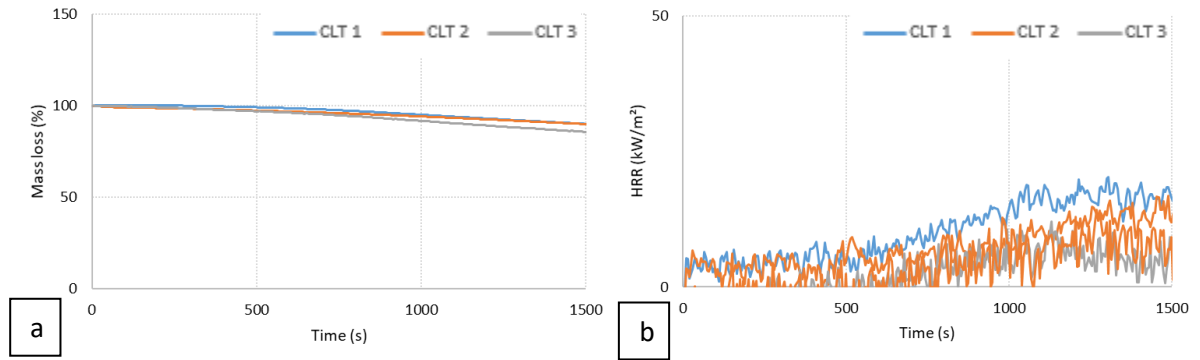 CLT 1 CLT 2 CLT 3
150
100
50
0
Mass loss (%)
0 500 1000 1500
Time (s)
a
CLT 1 CLT 2 CLT 3
50
0
HRR (kW/m²)
0 500 1000 1500
Time (s)
b